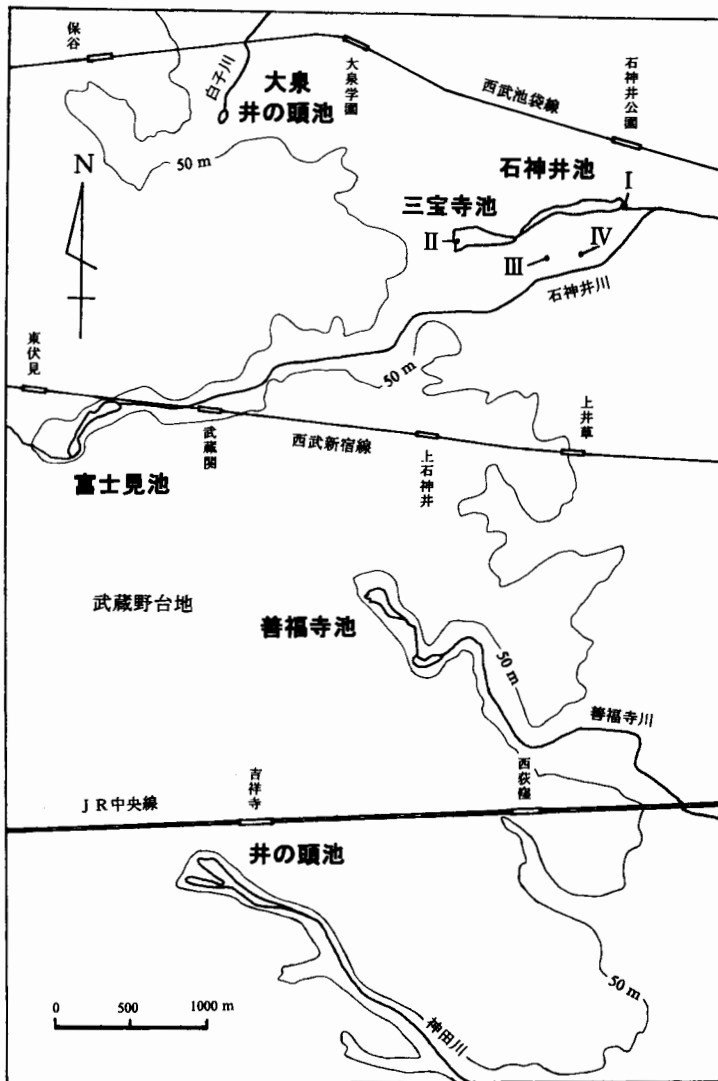 保谷
白子川
大泉
井の頭池
大泉学園
西武池袋線
石神井公園
50 m
N
石神井池
I
三宝寺池
II
III
IV
石神井川
東伏見
50 m
武蔵関
西武新宿線
上石神井
上井草
富士見池
武蔵野台地
善福寺池
50 m
善福寺川
吉祥寺
西荻窪
JR中央線
井の頭池
50 m
神田川
0 500 1000 m